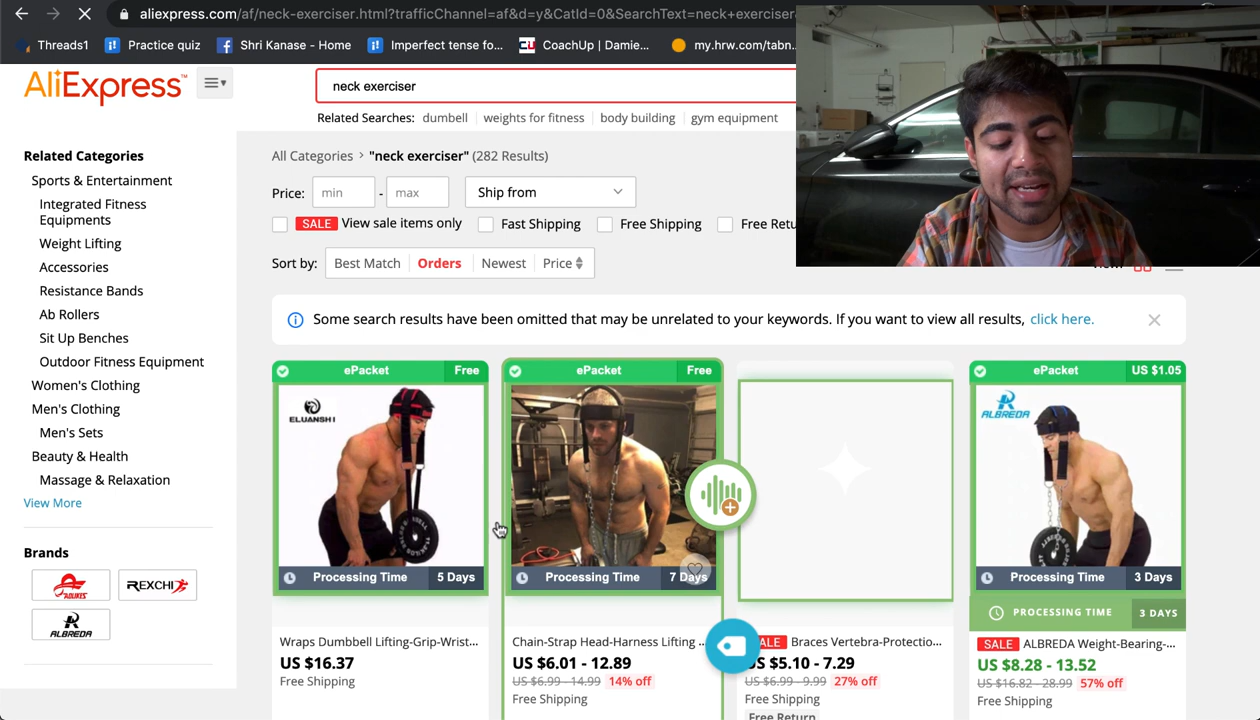 aliexpress.com/af/neck-exerciser.html?trafficChannel=af&d=y&CatId=0&SearchText=neck+exerciser
Threads1 Practice quiz Shri Kanase - Home Imperfect tense fo... CoachUp | Damie... my.hrw.com/tabn...
AliExpress™
neck exerciser
Related Searches: dumbell weights for fitness body building gym equipment
Related Categories
Sports & Entertainment
Integrated Fitness
Equipments
Weight Lifting
Accessories
Resistance Bands
Ab Rollers
Sit Up Benches
Outdoor Fitness Equipment
Women's Clothing
Men's Clothing
Men's Sets
Beauty & Health
Massage & Relaxation
View More
Brands
AOLIKES
REXCHI
ALBREDA
All Categories > "neck exerciser" (282 Results)
Price: min - max Ship from
SALE View sale items only Fast Shipping Free Shipping Free Retu
Sort by: Best Match Orders Newest Price
Some search results have been omitted that may be unrelated to your keywords. If you want to view all results, click here.
ePacket Free
ELUANSHI
Processing Time 5 Days
Wraps Dumbbell Lifting-Grip-Wrist...
US $16.37
Free Shipping
ePacket Free
Processing Time 7 Days
Chain-Strap Head-Harness Lifting ...
US $6.01 - 12.89
US $6.99 - 14.99 14% off
Free Shipping
ALE Braces Vertebra-Protectio...
US $5.10 - 7.29
US $6.99 - 9.99 27% off
Free Shipping
Free Return
ePacket US $1.05
ALBREDA
Processing Time 3 Days
PROCESSING TIME 3 DAYS
SALE ALBREDA Weight-Bearing-...
US $8.28 - 13.52
US $16.82 - 28.99 57% off
Free Shipping